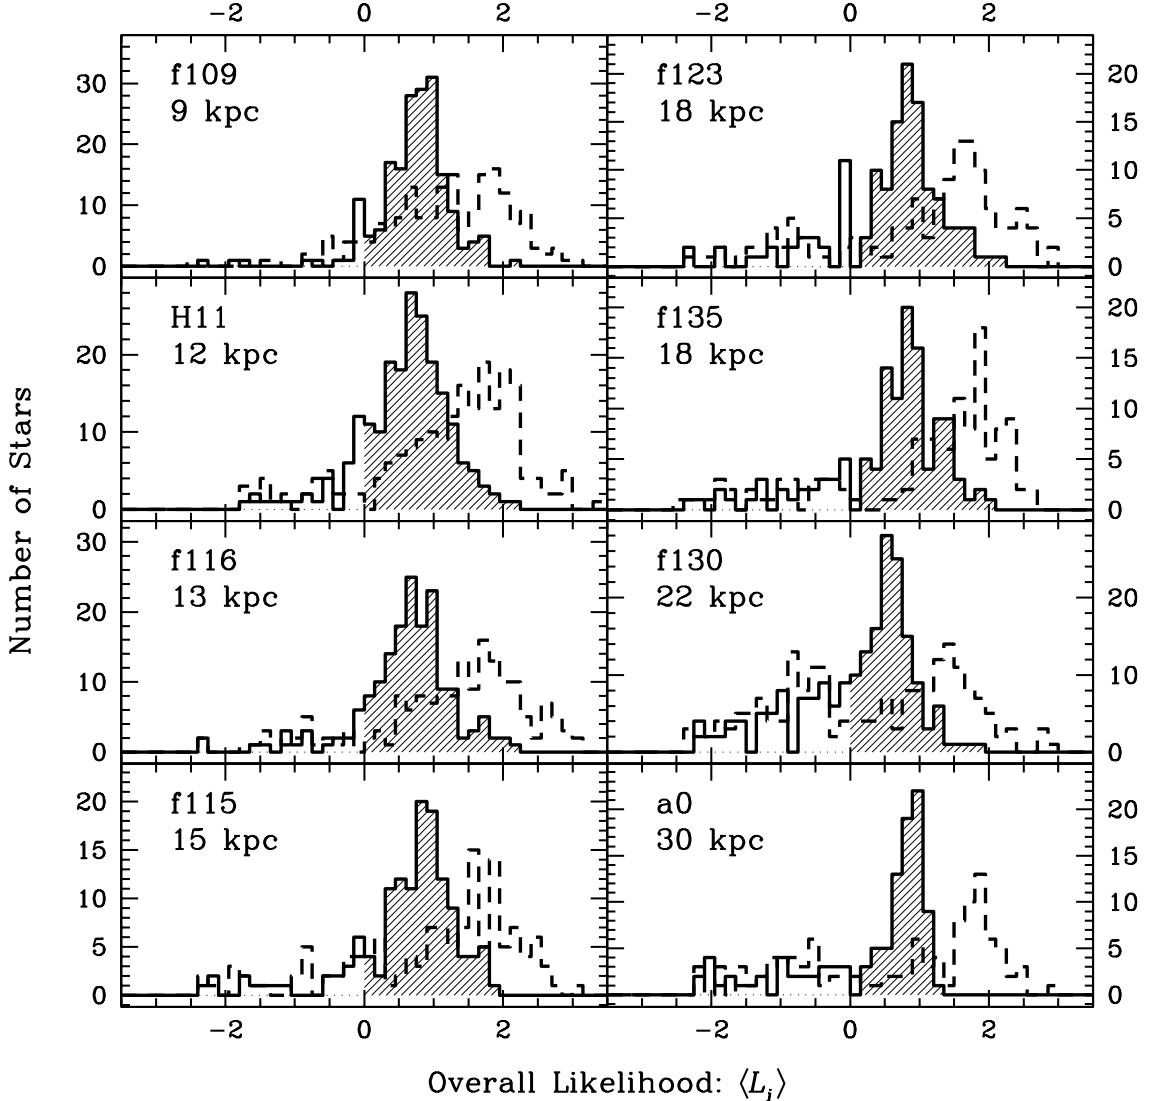 −2 0 2 −2 0 2
f109
9 kpc
30
20
10
0
f123
18 kpc
20
15
10
5
0
H11
12 kpc
20
10
0
f135
18 kpc
20
15
10
5
0
Number of Stars
f116
13 kpc
30
20
10
0
f130
22 kpc
20
10
0
f115
15 kpc
20
15
10
5
0
a0
30 kpc
20
15
10
5
0
−2 0 2 −2 0 2
Overall Likelihood: ⟨L_i⟩